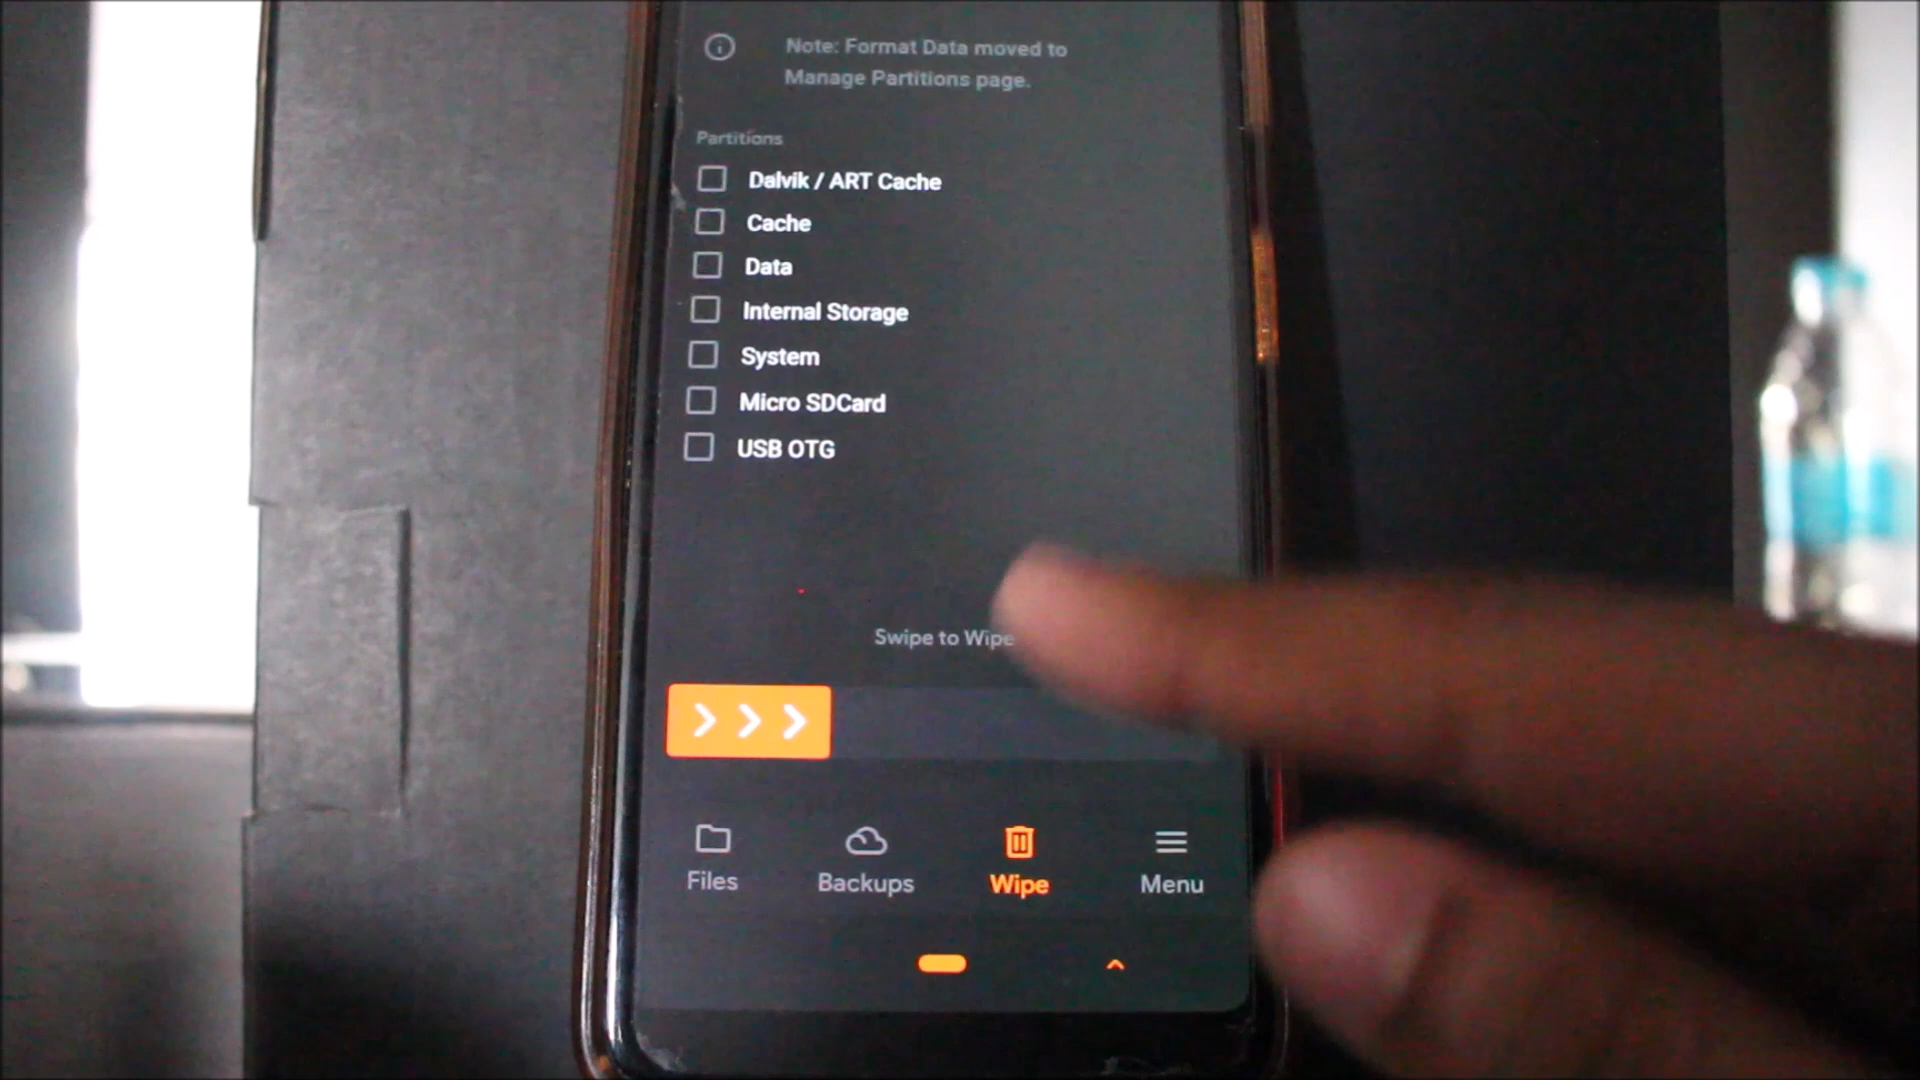 Note: Format Data moved to
Manage Partitions page.
Partitions
Dalvik / ART Cache
Cache
Data
Internal Storage
System
Micro SDCard
USB OTG
Swipe to Wipe
Files
Backups
Wipe
Menu